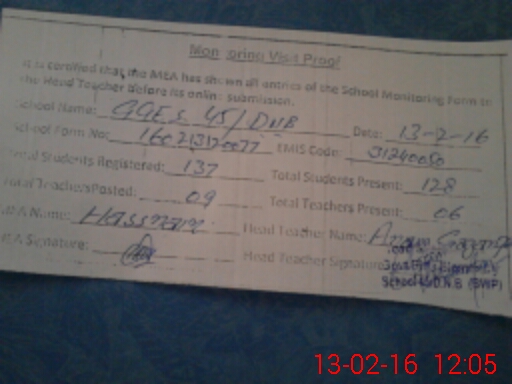 Monitoring Visit Proof
It is certified that the MEA has shown all entries of the School Monitoring Form to
the Head Teacher before its online submission.
School Name: GGES 45/DNB Date: 13-2-16
School Form No: EMIS Code: 31240050
Total Students Registered: 137 Total Students Present: 128
Total Teachers Posted: 09 Total Teachers Present: 06
MEA Name: Head Teacher Name:
MEA Signature: Head Teacher Signature
School 45/D.N.B (BWP)
13-02-16 12:05